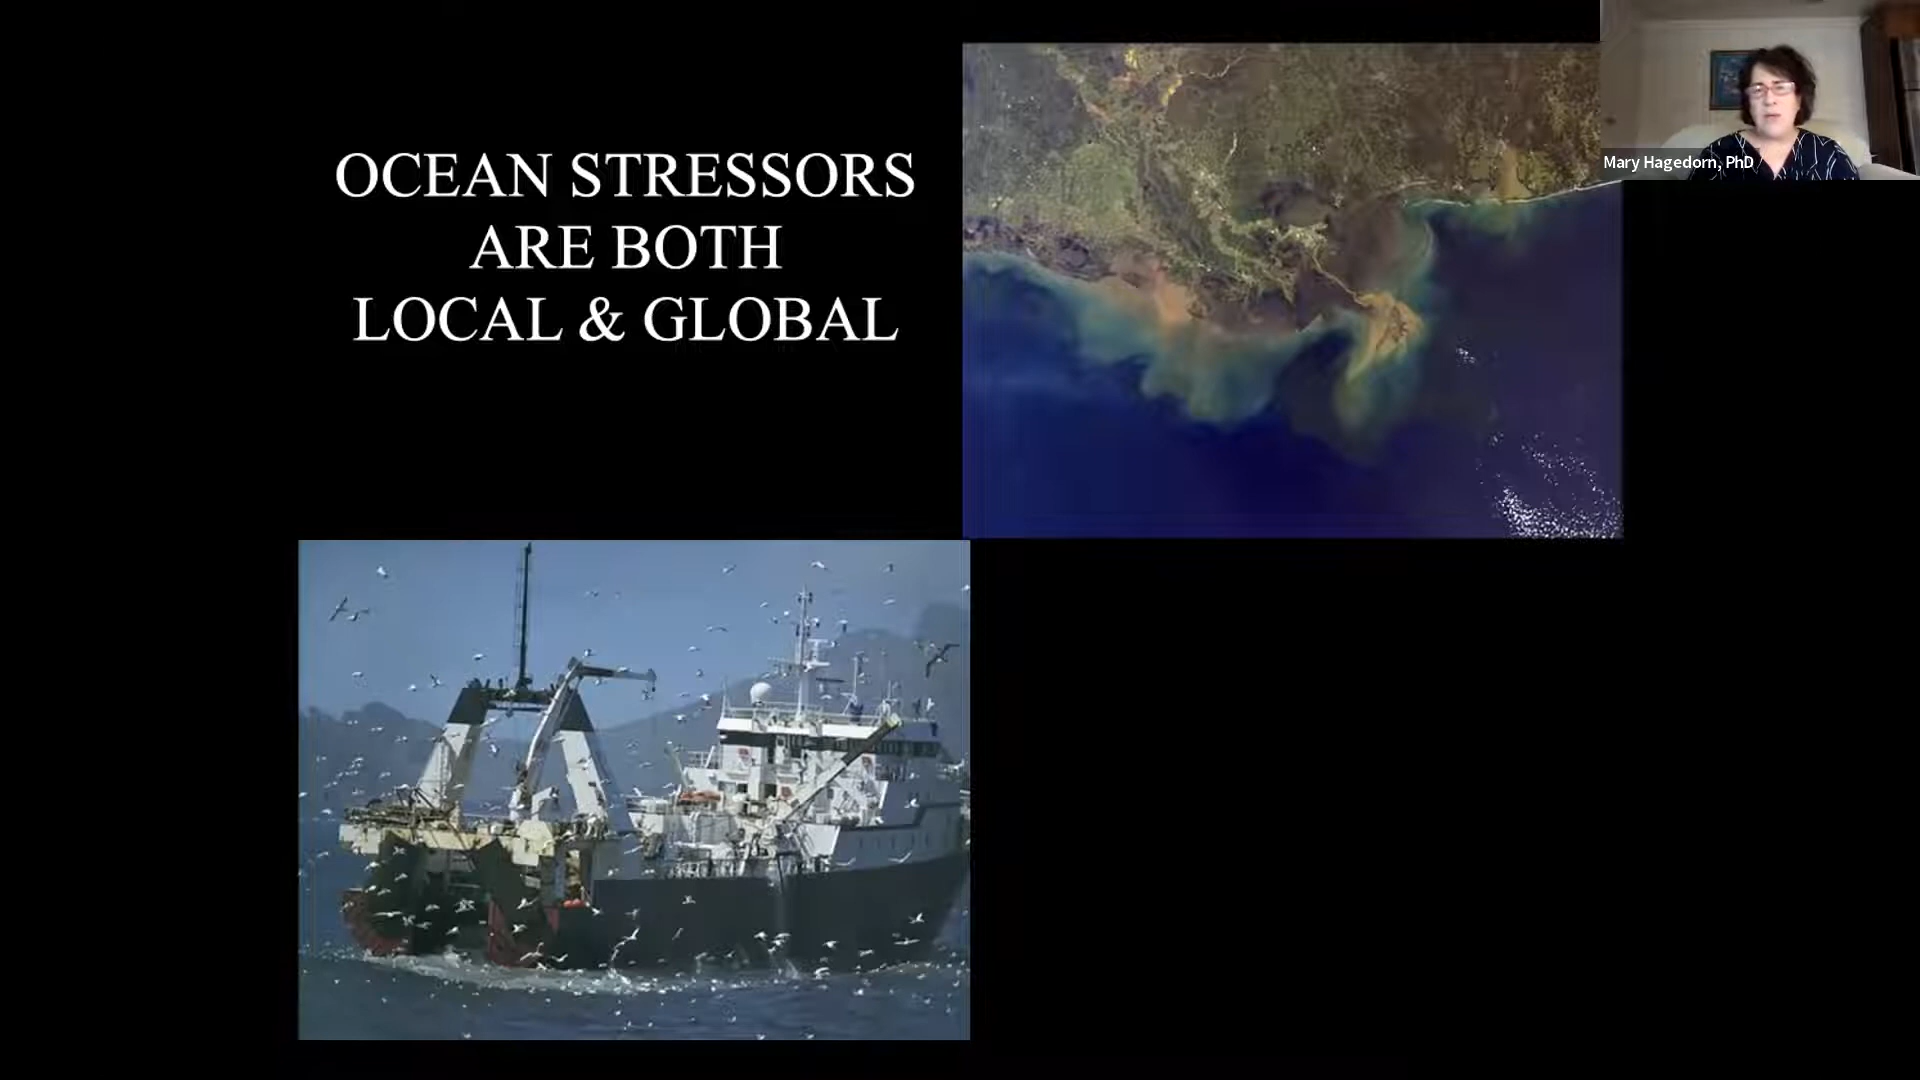 OCEAN STRESSORS
ARE BOTH
LOCAL & GLOBAL
Mary Hagedorn, PhD